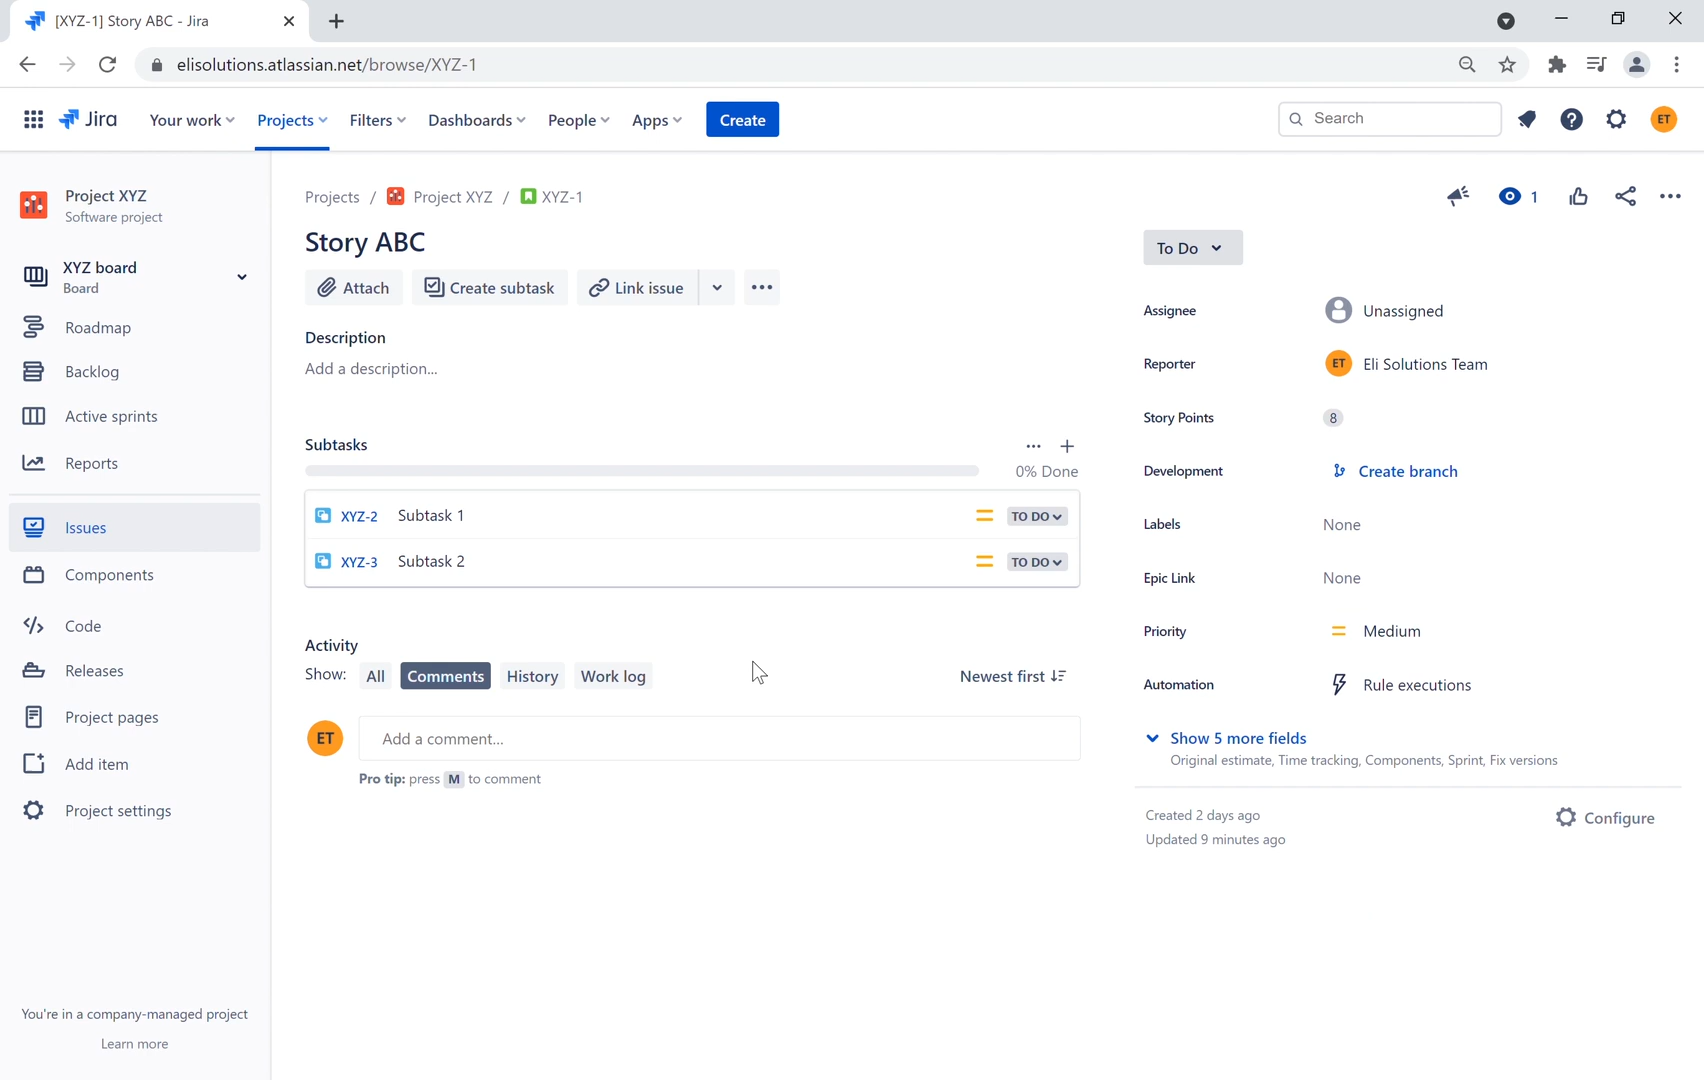 [XYZ-1] Story ABC - Jira
elisolutions.atlassian.net/browse/XYZ-1
Jira
Your work
Projects
Filters
Dashboards
People
Apps
Create
Search
ET
Project XYZ
Software project
XYZ board
Board
Roadmap
Backlog
Active sprints
Reports
Issues
Components
Code
Releases
Project pages
Add item
Project settings
You're in a company-managed project
Learn more
Projects / Project XYZ / XYZ-1
Story ABC
Attach
Create subtask
Link issue
Description
Add a description...
Subtasks
0% Done
XYZ-2 Subtask 1 TO DO
XYZ-3 Subtask 2 TO DO
Activity
Show: All Comments History Work log Newest first
ET
Add a comment...
Pro tip: press M to comment
1
To Do
Assignee Unassigned
Reporter ET Eli Solutions Team
Story Points 8
Development Create branch
Labels None
Epic Link None
Priority Medium
Automation Rule executions
Show 5 more fields
Original estimate, Time tracking, Components, Sprint, Fix versions
Created 2 days ago
Updated 9 minutes ago
Configure